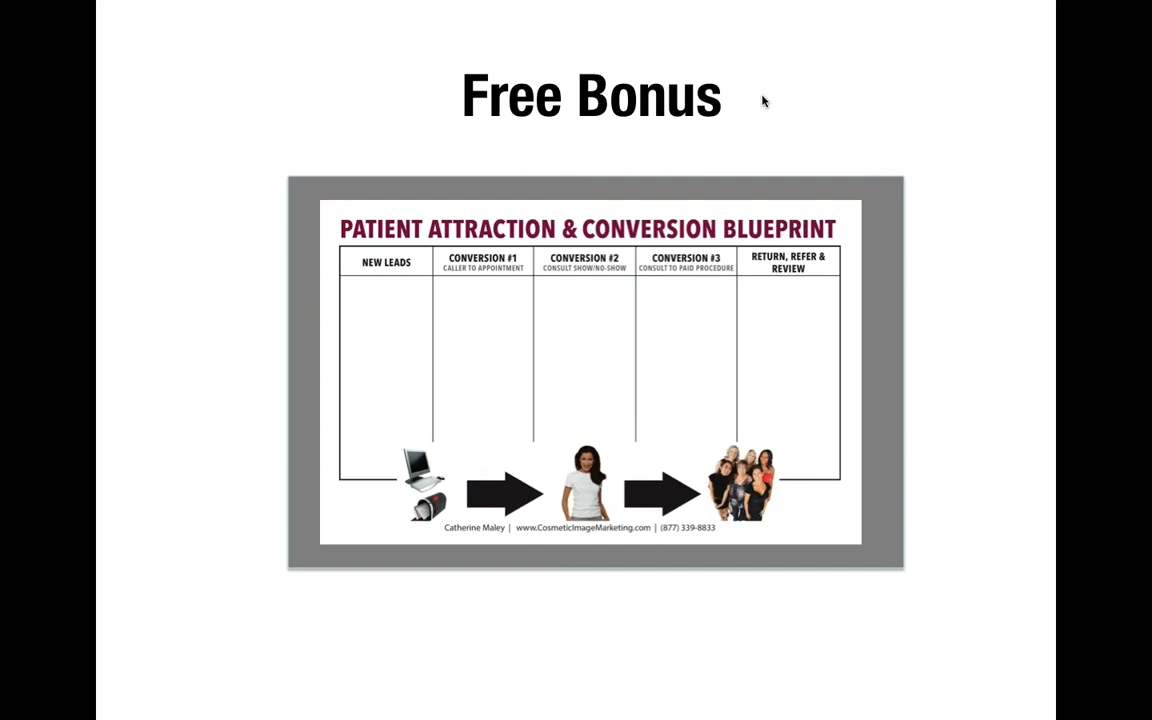 Free Bonus
PATIENT ATTRACTION & CONVERSION BLUEPRINT
NEW LEADS
CONVERSION #1
CALLER TO APPOINTMENT
CONVERSION #2
CONSULT SHOW/NO-SHOW
CONVERSION #3
CONSULT TO PAID PROCEDURE
RETURN, REFER &
REVIEW
Catherine Maley | www.CosmeticImageMarketing.com | (877) 339-8833